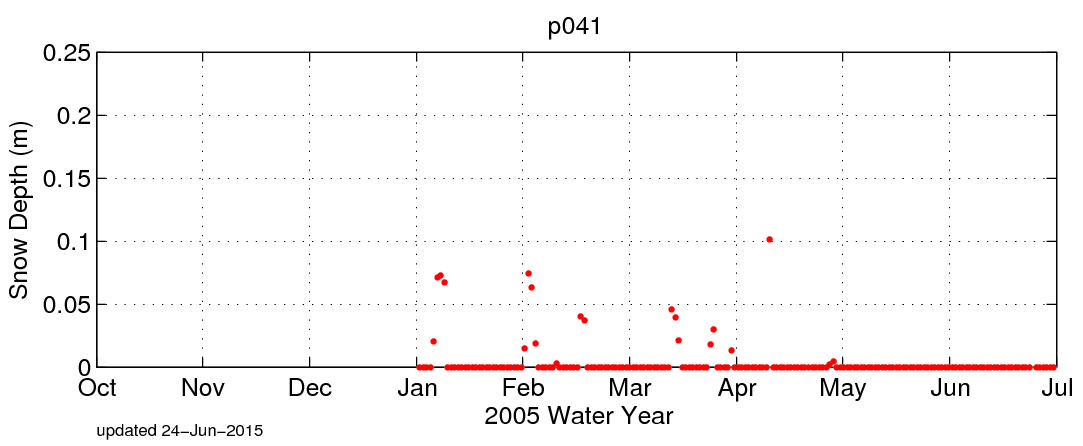 p041
0.25
0.2
0.15
0.1
0.05
0
Snow Depth (m)
Oct Nov Dec Jan Feb Mar Apr May Jun Jul
2005 Water Year
updated 24−Jun−2015